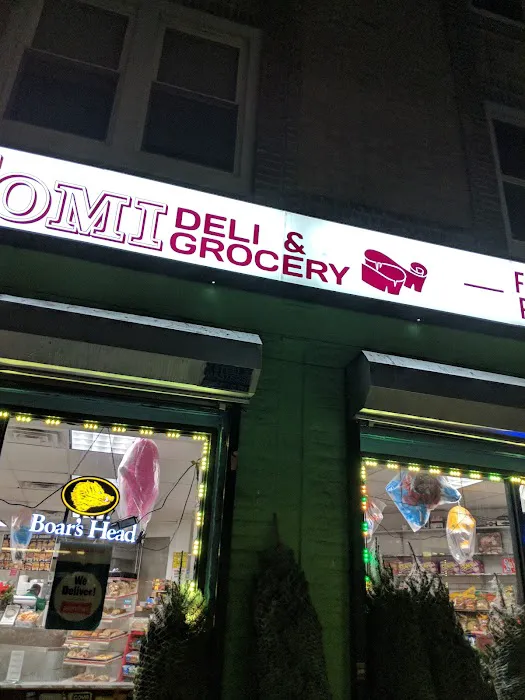 OMI DELI &
GROCERY
F
Boar's Head
We
Deliver!